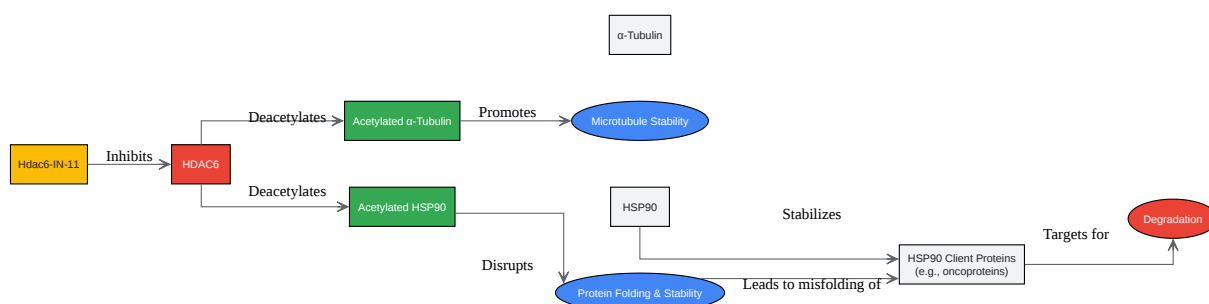 α-Tubulin
Deacetylates
Acetylated α-Tubulin
Promotes
Microtubule Stability
Hdac6-IN-11
Inhibits
HDAC6
Deacetylates
Acetylated HSP90
HSP90
Stabilizes
Degradation
Disrupts
Protein Folding & Stability
Leads to misfolding of
HSP90 Client Proteins
(e.g., oncoproteins)
Targets for